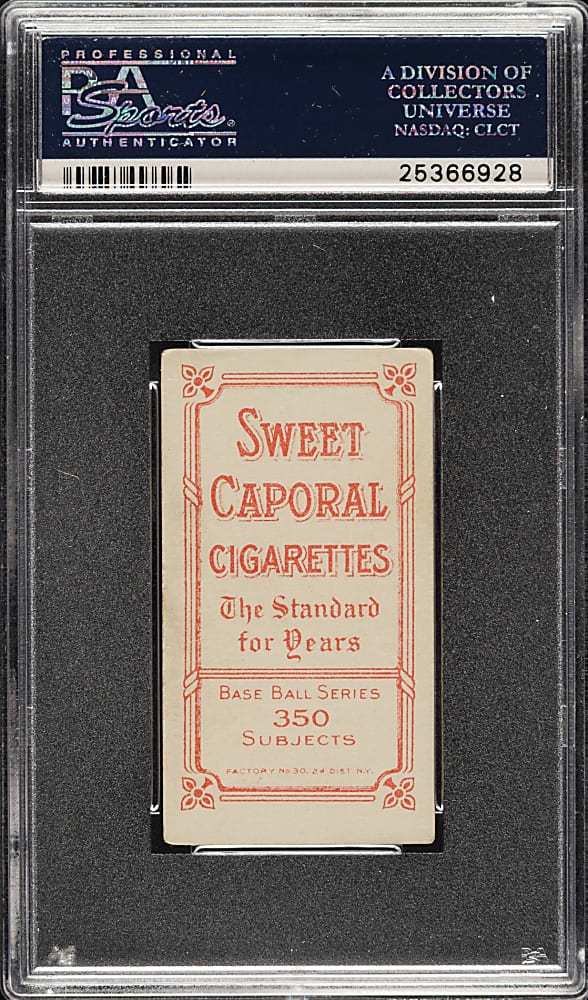 PROFESSIONAL
PSA
Sports®
AUTHENTICATOR
A DIVISION OF
COLLECTORS
UNIVERSE
NASDAQ: CLCT
25366928
SWEET
CAPORAL
CIGARETTES
The Standard
for Years
BASE BALL SERIES
350
SUBJECTS
FACTORY No 30, 2d DIST. N.Y.